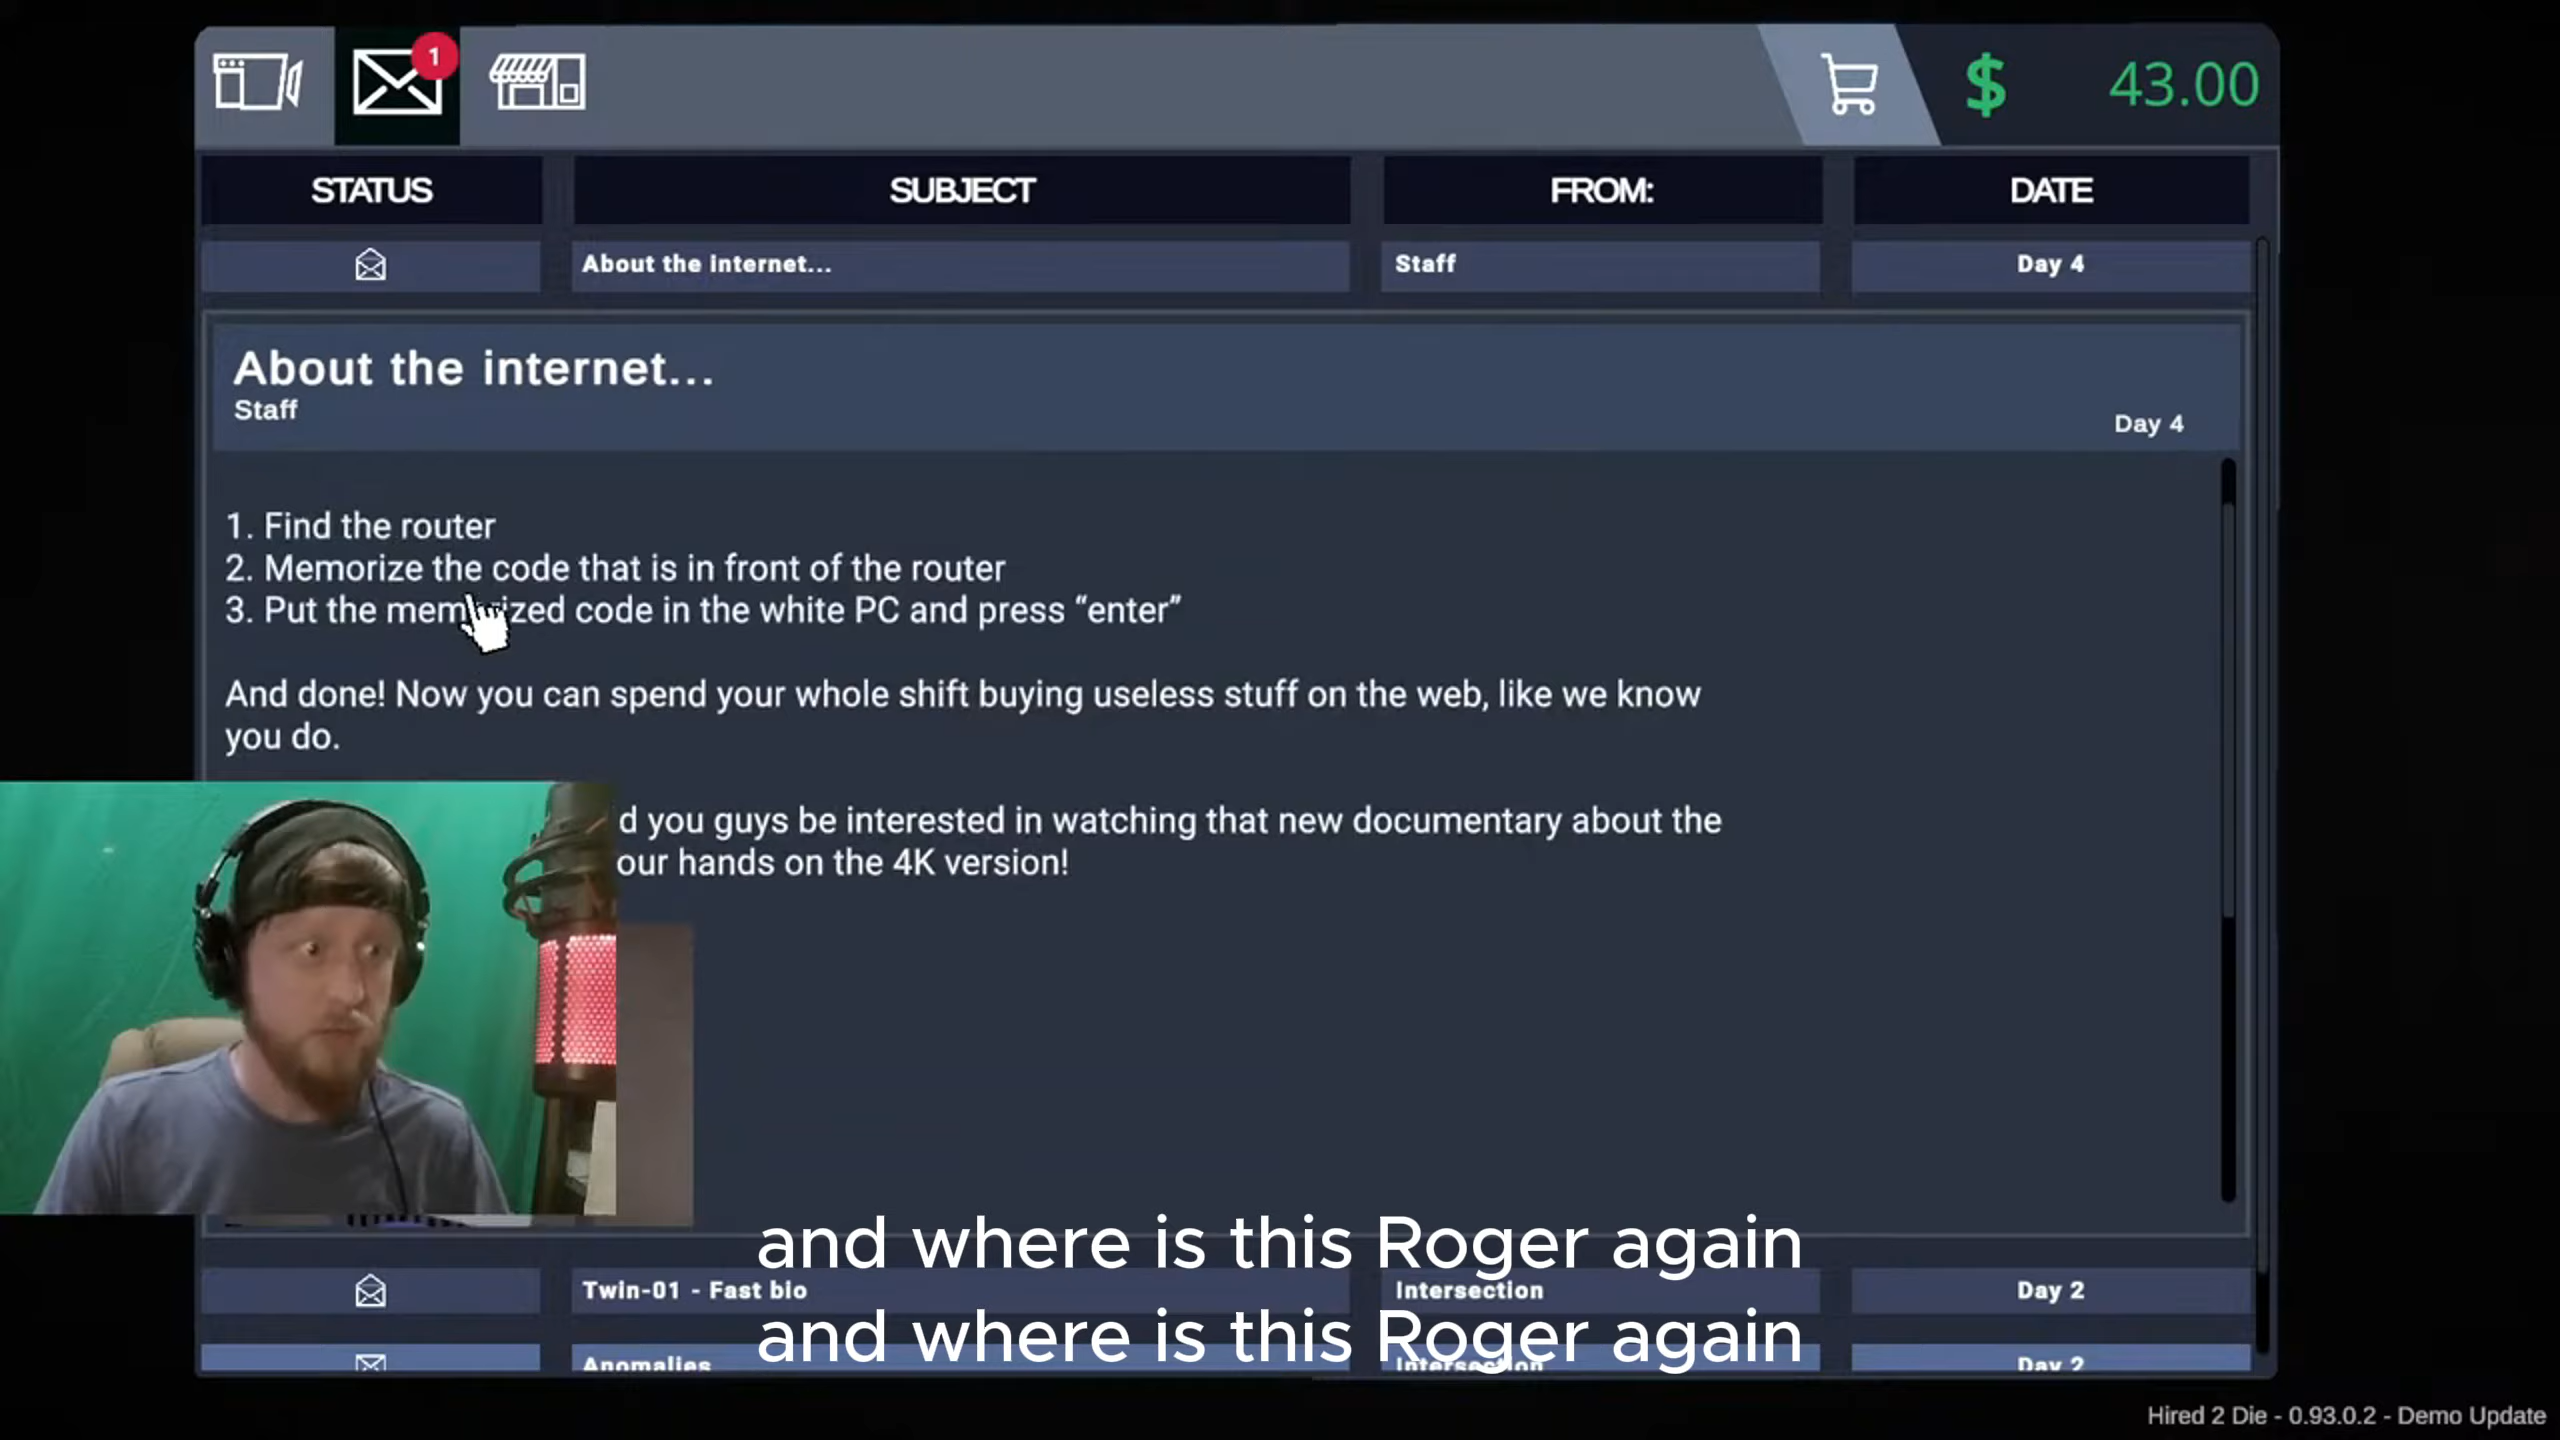 1
$ 43.00
STATUS SUBJECT FROM: DATE
About the internet... Staff Day 4
About the internet...
Staff
Day 4
1. Find the router
2. Memorize the code that is in front of the router
3. Put the memorized code in the white PC and press “enter”
And done! Now you can spend your whole shift buying useless stuff on the web, like we know
you do.
d you guys be interested in watching that new documentary about the
our hands on the 4K version!
and where is this Roger again
Twin-01 - Fast bio Intersection Day 2
and where is this Roger again
Anomalies Intersection Day 2
Hired 2 Die - 0.93.0.2 - Demo Update